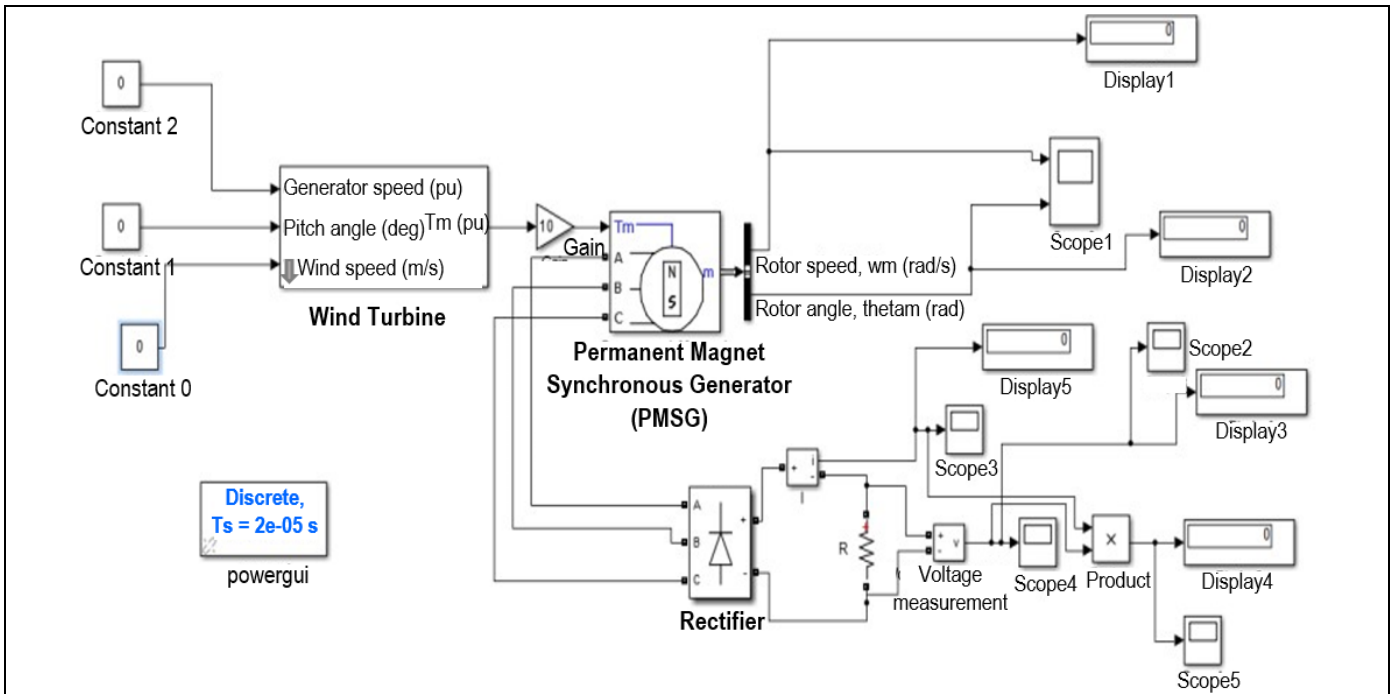 0
Display1
0
Constant 2
Generator speed (pu)
Pitch angle (deg)
Tm (pu)
Wind speed (m/s)
Wind Turbine
0
Constant 1
0
Constant 0
10
Gain
Tm
A
B
C
N
S
m
Permanent Magnet
Synchronous Generator
(PMSG)
Rotor speed, wm (rad/s)
Rotor angle, thetam (rad)
Scope1
0
Display2
0
Display5
Scope2
0
Display3
Scope3
Discrete,
Ts = 2e-05 s
powergui
A
B
C
+
-
Rectifier
+
i
-
I
+
R
+
-
v
Voltage
measurement
Scope4
×
Product
0
Display4
Scope5